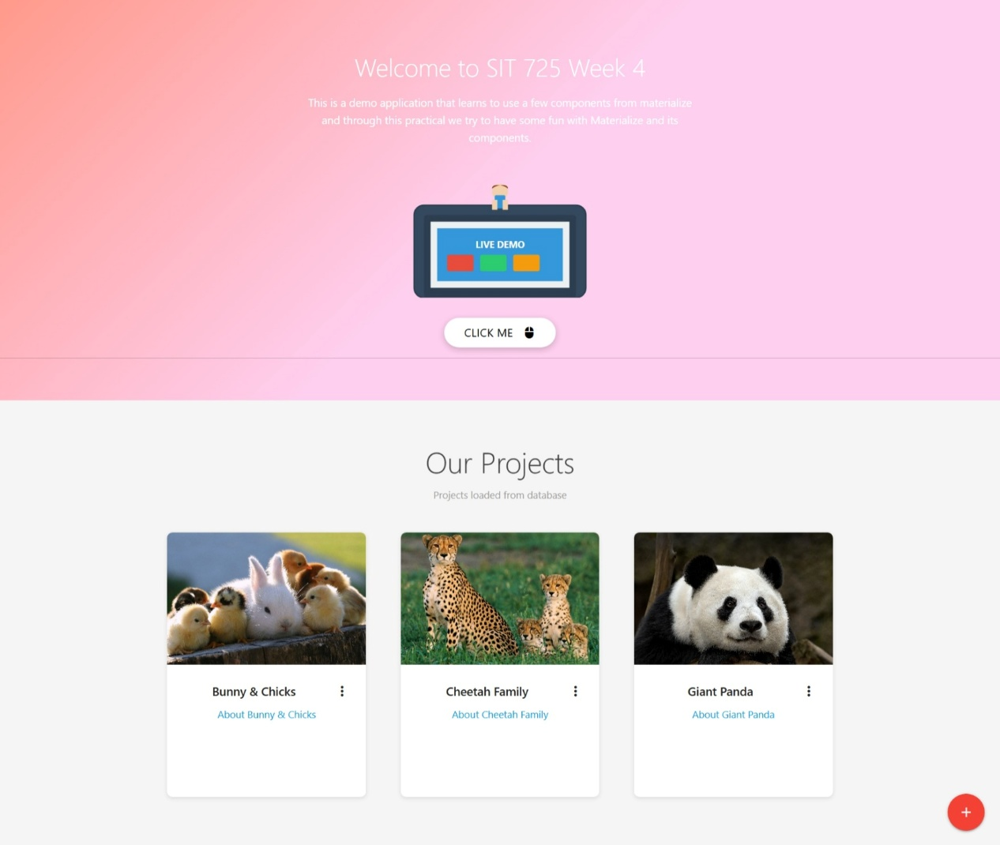 Welcome to SIT 725 Week 4
This is a demo application that learns to use a few components from materialize
and through this practical we try to have some fun with Materialize and its
components.
LIVE DEMO
CLICK ME
Our Projects
Projects loaded from database
Bunny & Chicks
About Bunny & Chicks
Cheetah Family
About Cheetah Family
Giant Panda
About Giant Panda
+